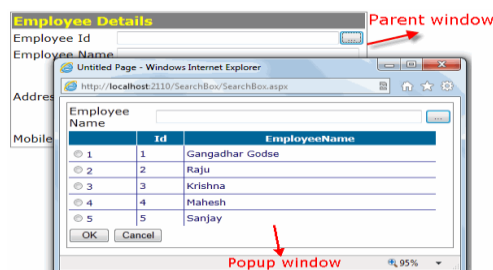 Employee Details
Parent window
Employee Id ...
Employee Name
Untitled Page - Windows Internet Explorer
http://localhost:2110/SearchBox/SearchBox.aspx
Addres
Employee
Name ...
Mobile
Id EmployeeName
1 1 Gangadhar Godse
2 2 Raju
3 3 Krishna
4 4 Mahesh
5 5 Sanjay
OK Cancel
Popup window
95%